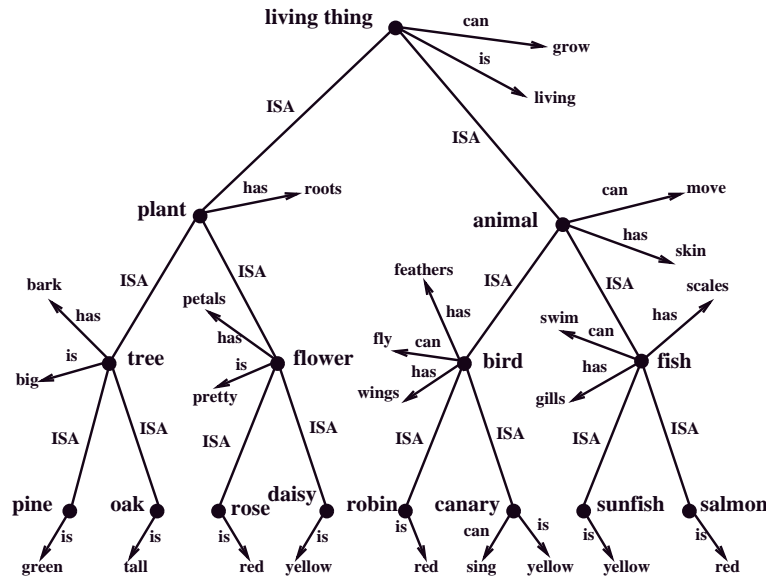 living thing
can
grow
is
living
ISA
ISA
plant
has
roots
animal
can
move
has
skin
ISA
ISA
ISA
ISA
bark
has
is
big
tree
petals
has
is
pretty
flower
feathers
has
fly
can
has
wings
bird
swim
can
has
gills
has
scales
fish
ISA
ISA
ISA
ISA
ISA
ISA
ISA
ISA
pine
oak
rose
daisy
robin
canary
sunfish
salmon
is
is
is
is
is
can
is
is
is
green
tall
red
yellow
red
sing
yellow
yellow
red